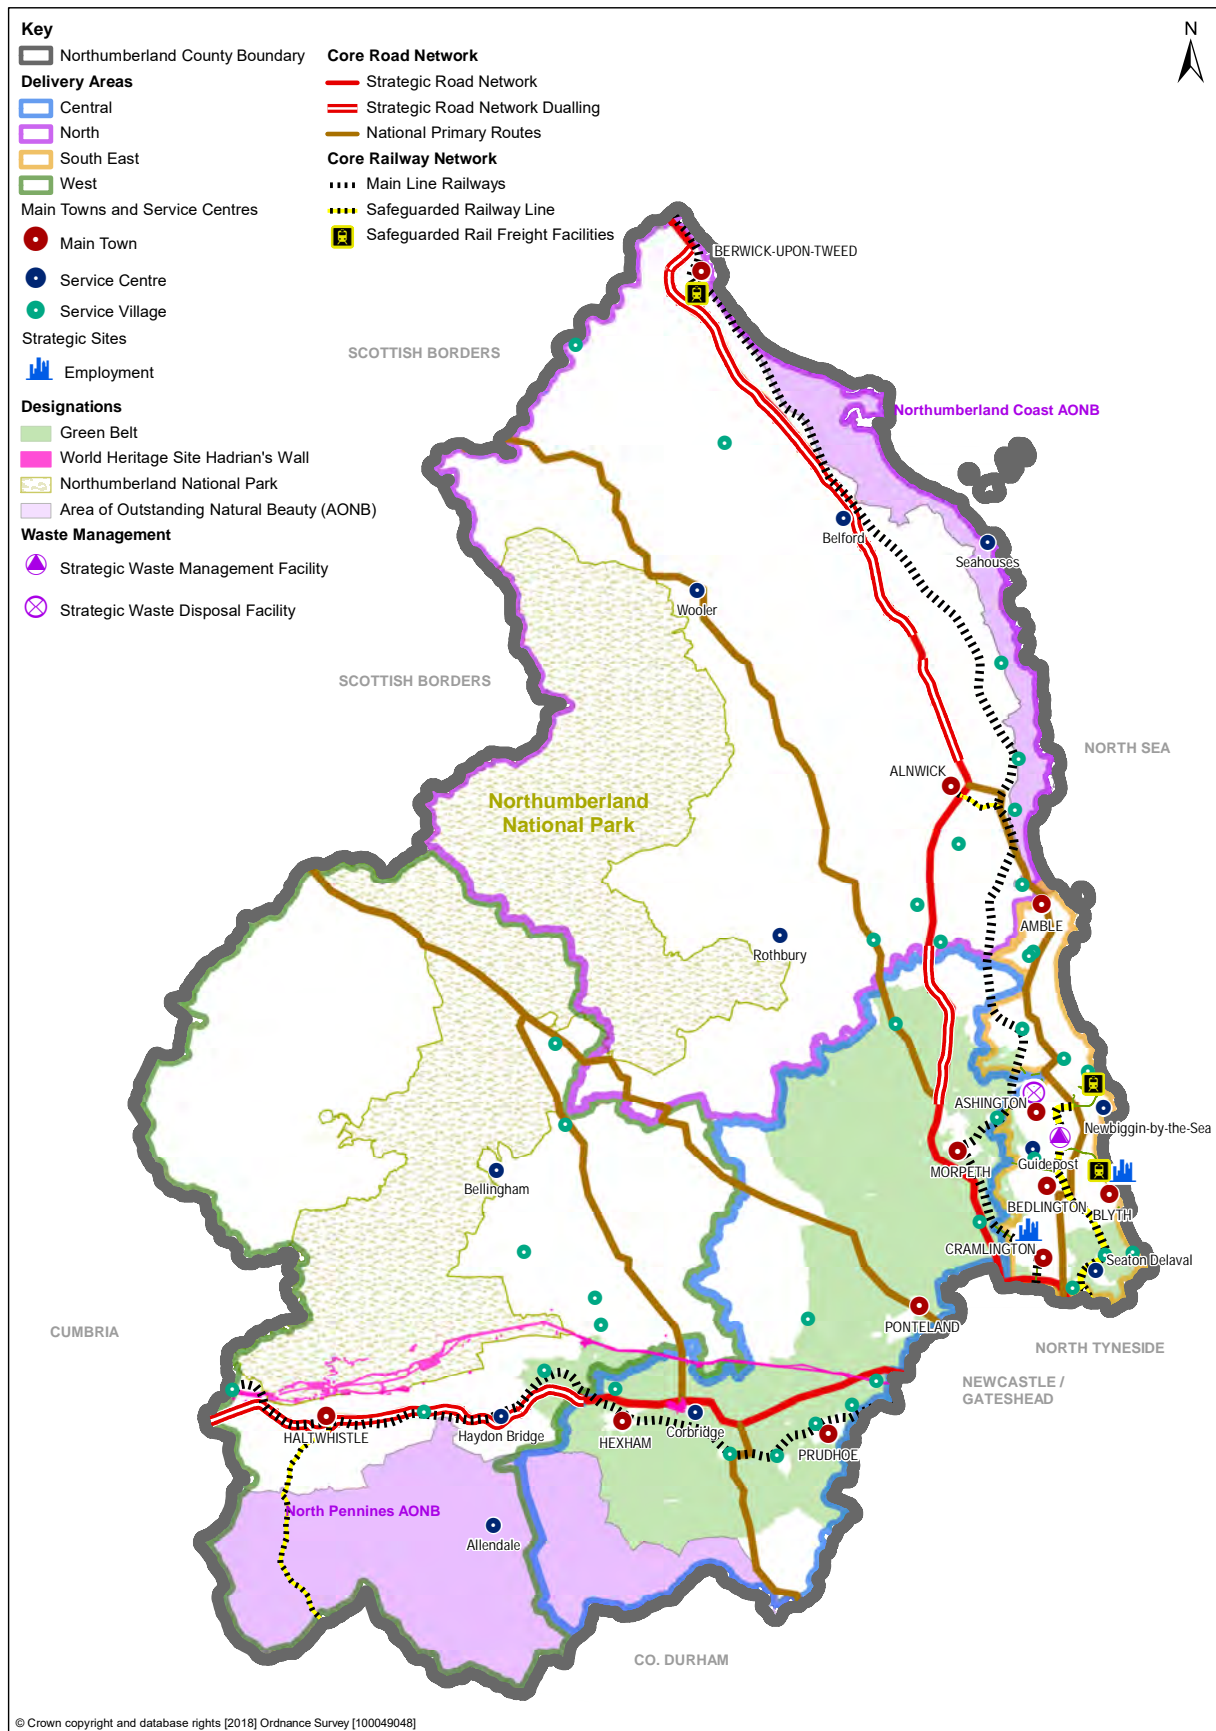 Key
Northumberland County Boundary
Delivery Areas
Central
North
South East
West
Main Towns and Service Centres
Main Town
Service Centre
Service Village
Strategic Sites
Employment
Designations
Green Belt
World Heritage Site Hadrian's Wall
Northumberland National Park
Area of Outstanding Natural Beauty (AONB)
Waste Management
Strategic Waste Management Facility
Strategic Waste Disposal Facility
Core Road Network
Strategic Road Network
Strategic Road Network Dualling
National Primary Routes
Core Railway Network
Main Line Railways
Safeguarded Railway Line
Safeguarded Rail Freight Facilities
N
BERWICK-UPON-TWEED
SCOTTISH BORDERS
Northumberland Coast AONB
Belford
Seahouses
Wooler
SCOTTISH BORDERS
NORTH SEA
ALNWICK
Northumberland
National Park
AMBLE
Rothbury
ASHINGTON
Newbiggin-by-the-Sea
MORPETH
Guidepost
Bellingham
BEDLINGTON
BLYTH
CRAMLINGTON
Seaton Delaval
PONTELAND
CUMBRIA
NORTH TYNESIDE
NEWCASTLE /
GATESHEAD
HALTWHISTLE
Haydon Bridge
HEXHAM
Corbridge
PRUDHOE
North Pennines AONB
Allendale
CO. DURHAM
© Crown copyright and database rights [2018] Ordnance Survey [100049048]